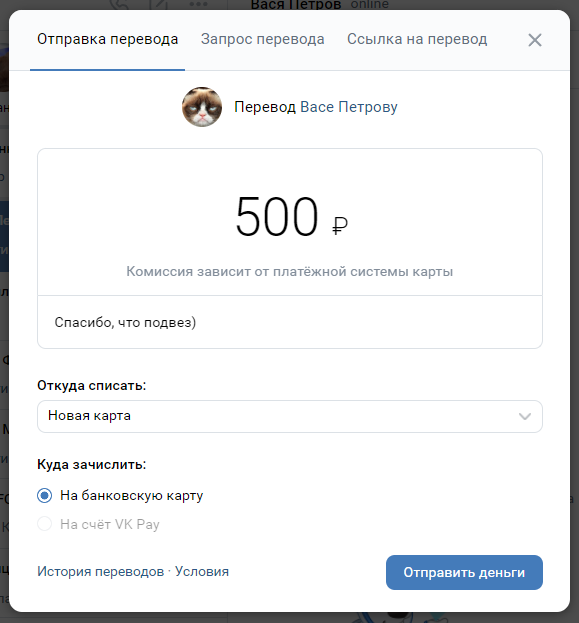 Вася Петров online
Отправка перевода Запрос перевода Ссылка на перевод
Перевод Васе Петрову
500 ₽
Комиссия зависит от платёжной системы карты
Спасибо, что подвез)
Откуда списать:
Новая карта
Куда зачислить:
На банковскую карту
На счёт VK Pay
История переводов · Условия
Отправить деньги